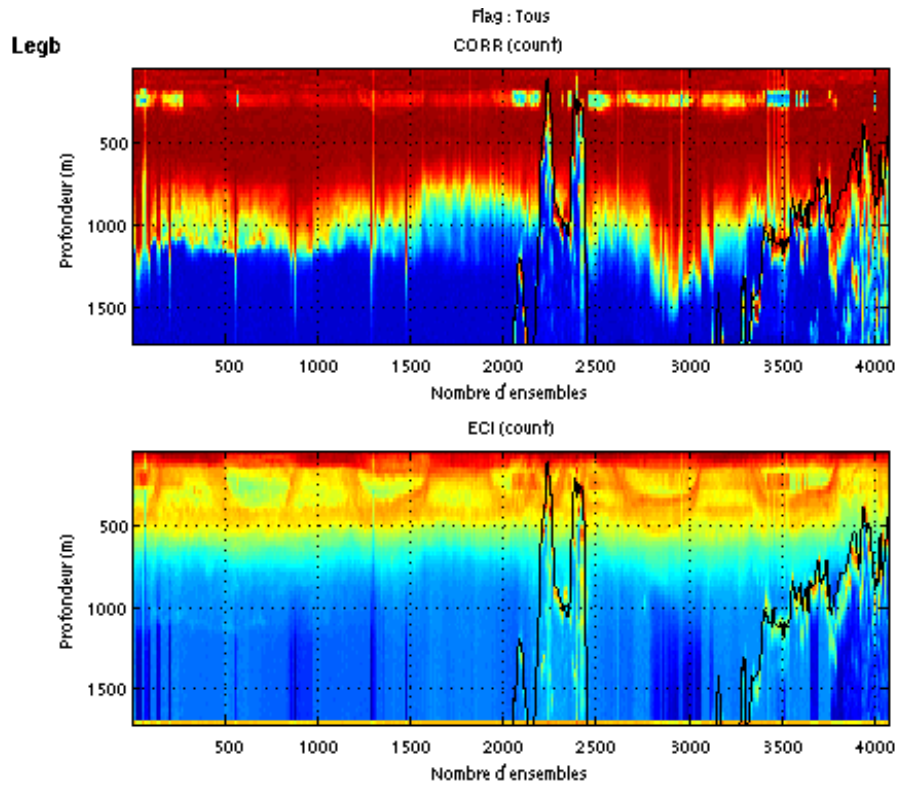 Flag : Tous
Legb
CORR (count)
500
1000
1500
Profondeur (m)
500 1000 1500 2000 2500 3000 3500 4000
Nombre d'ensembles
ECI (count)
500
1000
1500
Profondeur (m)
500 1000 1500 2000 2500 3000 3500 4000
Nombre d'ensembles